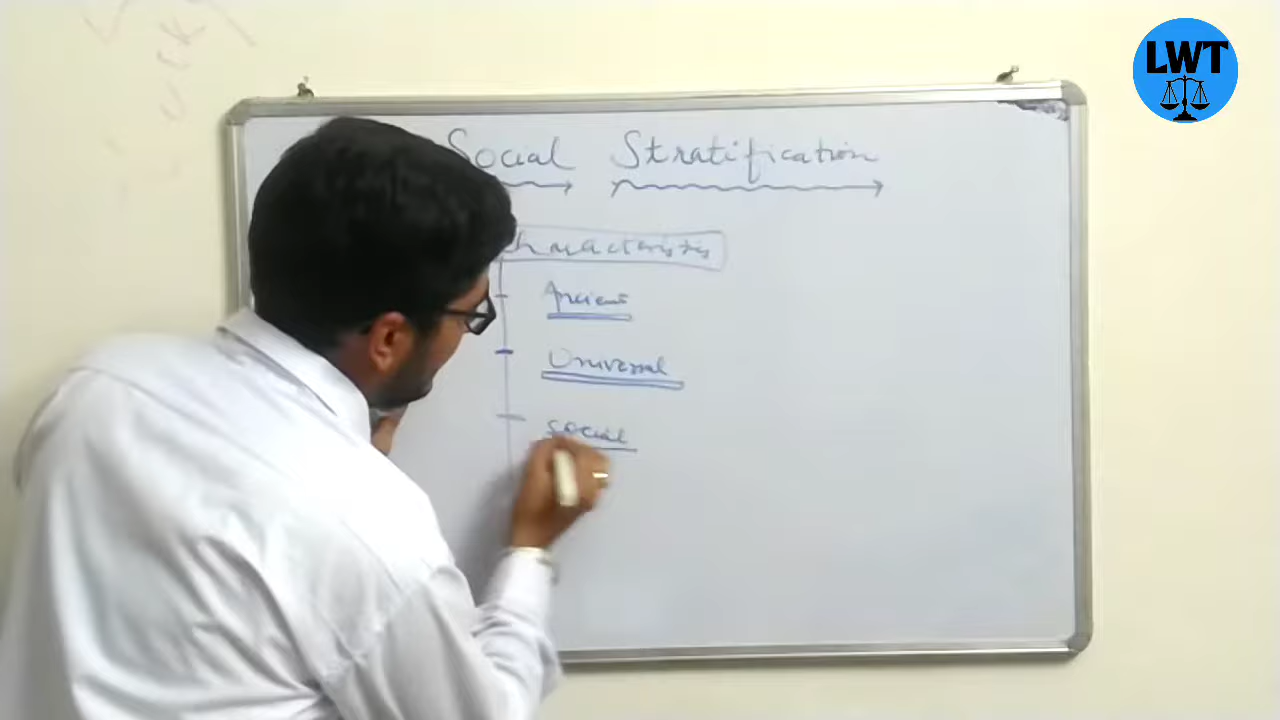 LWT
Social Stratification
Characteristics
Ancient
Universal
Social